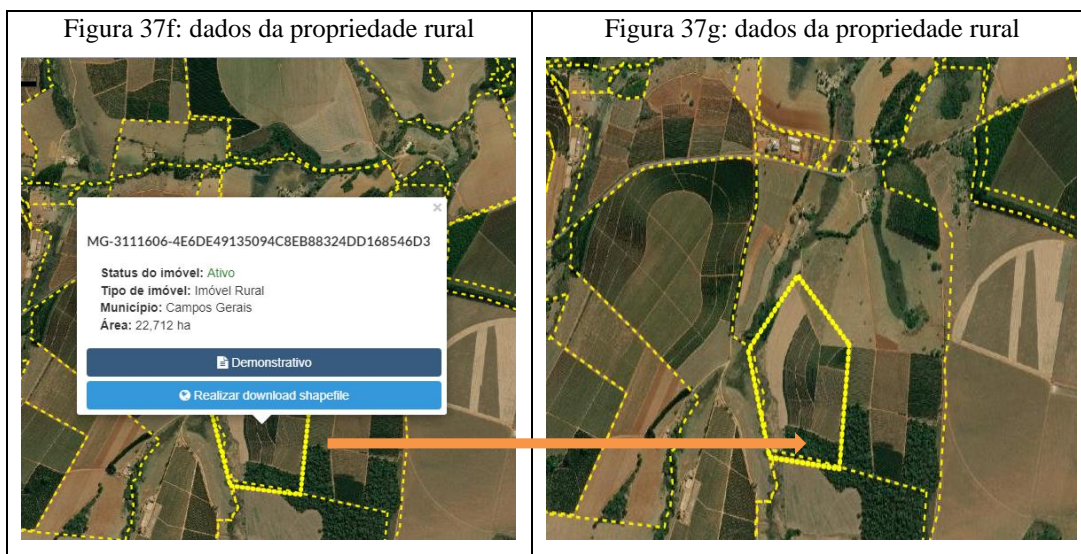 Figura 37f: dados da propriedade rural
Figura 37g: dados da propriedade rural
×
MG-3111606-4E6DE49135094C8EB88324DD168546D3
Status do imóvel: Ativo
Tipo de imóvel: Imóvel Rural
Município: Campos Gerais
Área: 22,712 ha
Demonstrativo
Realizar download shapefile